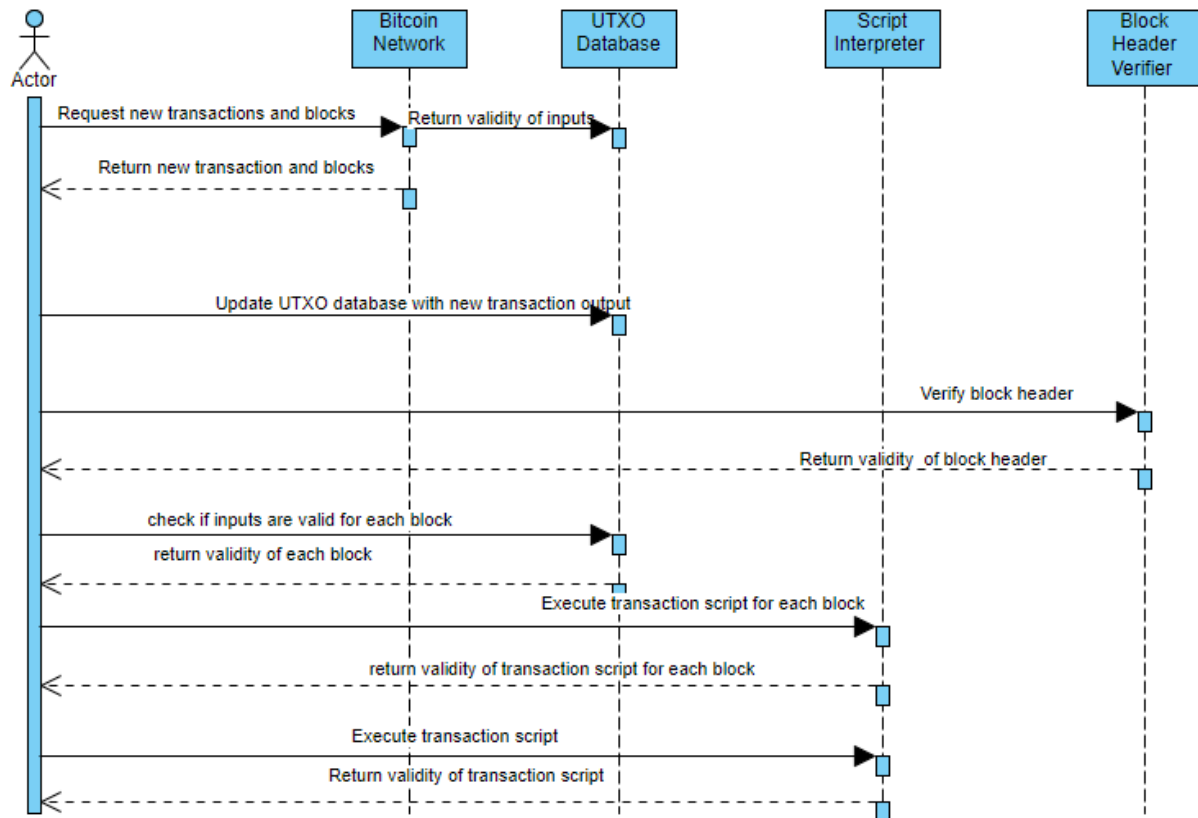 Actor
Bitcoin
Network
UTXO
Database
Script
Interpreter
Block
Header
Verifier
Request new transactions and blocks
Return validity of inputs
Return new transaction and blocks
Update UTXO database with new transaction output
Verify block header
Return validity of block header
check if inputs are valid for each block
return validity of each block
Execute transaction script for each block
return validity of transaction script for each block
Execute transaction script
Return validity of transaction script